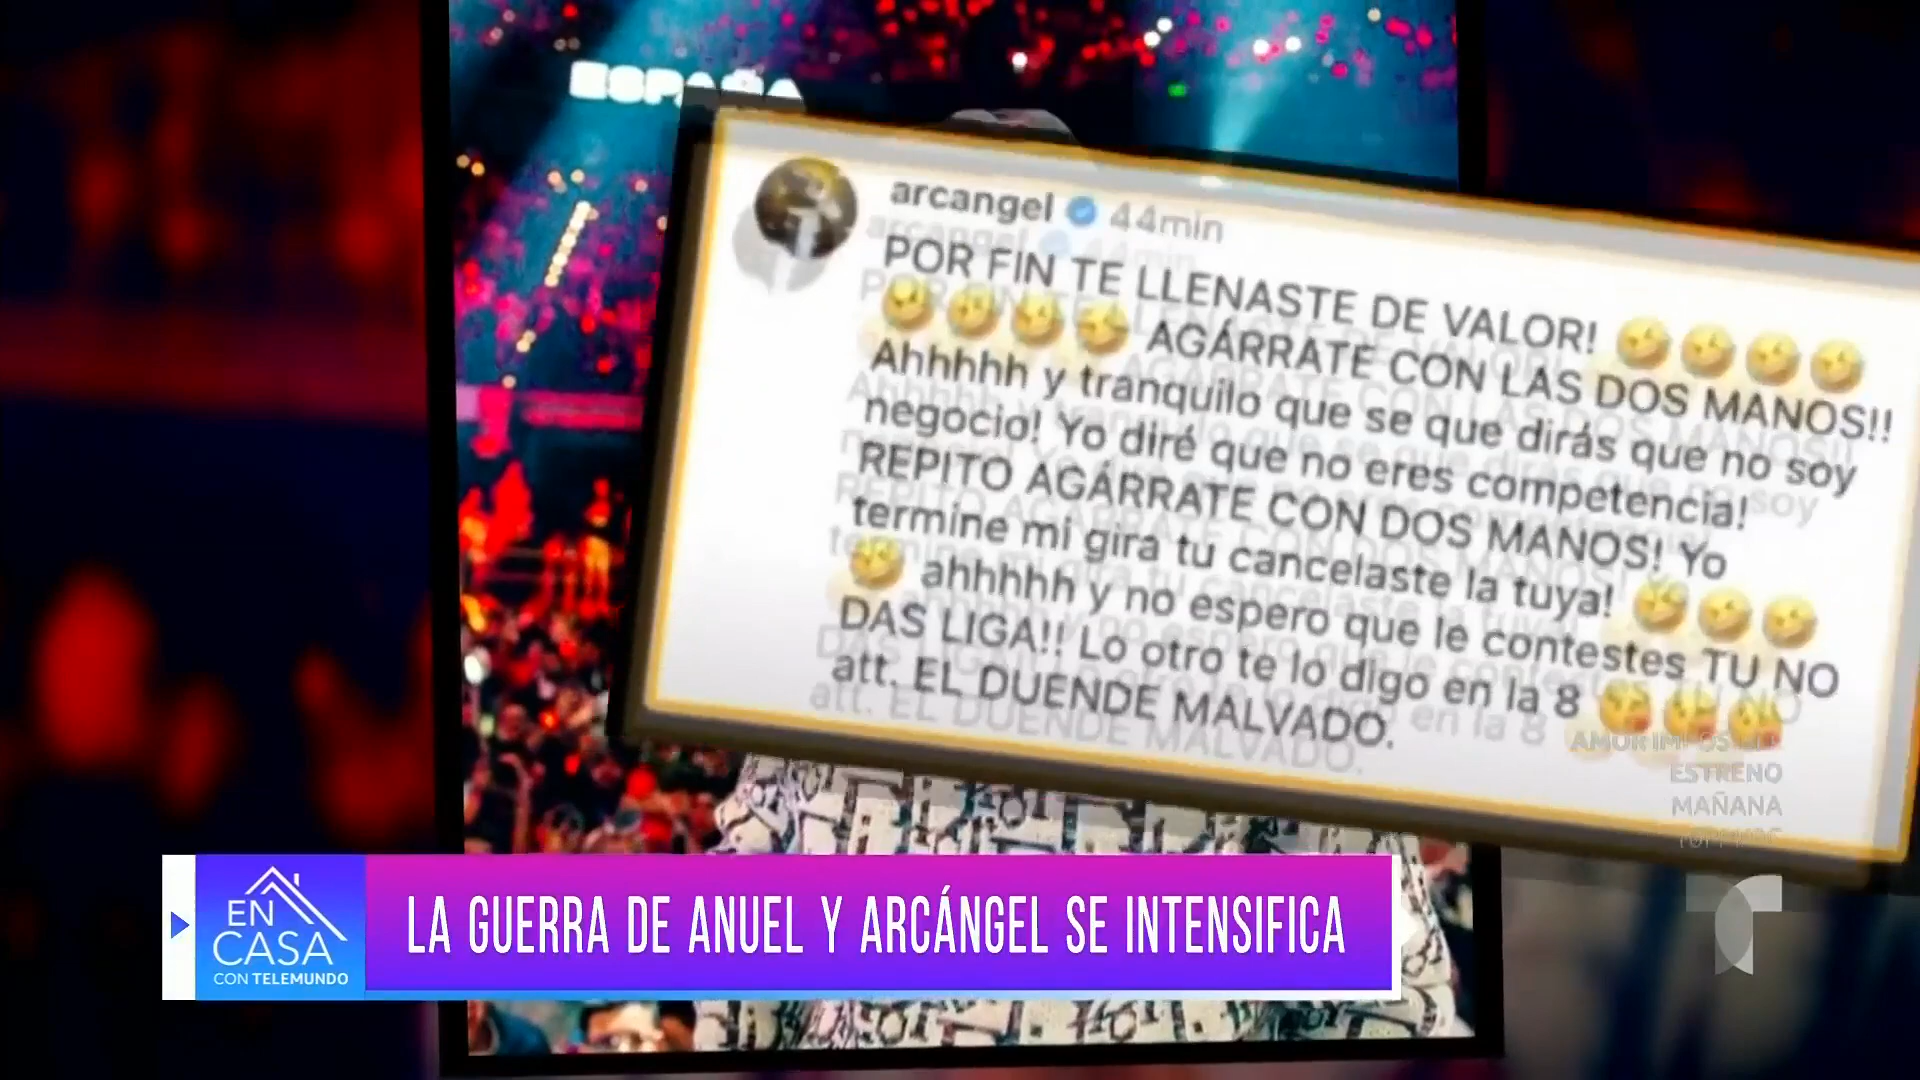 ESPAÑA
arcangel 44min
POR FIN TE LLENASTE DE VALOR! 🤣🤣🤣🤣
🤣🤣🤣🤣 AGÁRRATE CON LAS DOS MANOS!!
Ahhhhh y tranquilo que se que dirás que no soy
negocio! Yo diré que no eres competencia!
REPITO AGÁRRATE CON DOS MANOS! Yo
termine mi gira tu cancelaste la tuya! 🤣🤣🤣
🤣 ahhhhh y no espero que le contestes TU NO
DAS LIGA!! Lo otro te lo digo en la 8 😘😘😘
att. EL DUENDE MALVADO.
ESTRENO
MAÑANA
EN
CASA
CON TELEMUNDO
LA GUERRA DE ANUEL Y ARCÁNGEL SE INTENSIFICA